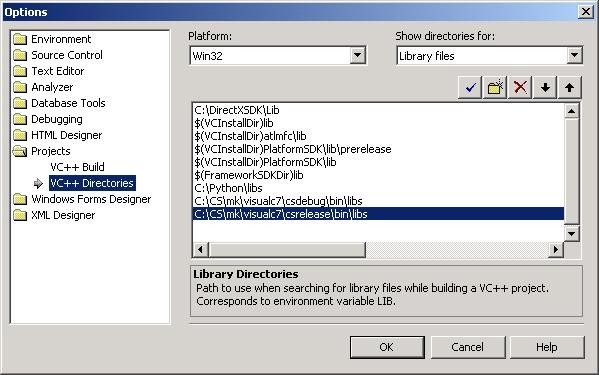 Options
Environment
Source Control
Text Editor
Analyzer
Database Tools
Debugging
HTML Designer
Projects
VC++ Build
VC++ Directories
Windows Forms Designer
XML Designer
Platform:
Win32
Show directories for:
Library files
C:\DirectXSDK\Lib
$(VCInstallDir)lib
$(VCInstallDir)atlmfc\lib
$(VCInstallDir)PlatformSDK\lib\prerelease
$(VCInstallDir)PlatformSDK\lib
$(FrameworkSDKDir)lib
C:\Python\libs
C:\CS\mk\visualc7\csdebug\bin\libs
C:\CS\mk\visualc7\csrelease\bin\libs
Library Directories
Path to use when searching for library files while building a VC++ project.
Corresponds to environment variable LIB.
OK
Cancel
Help